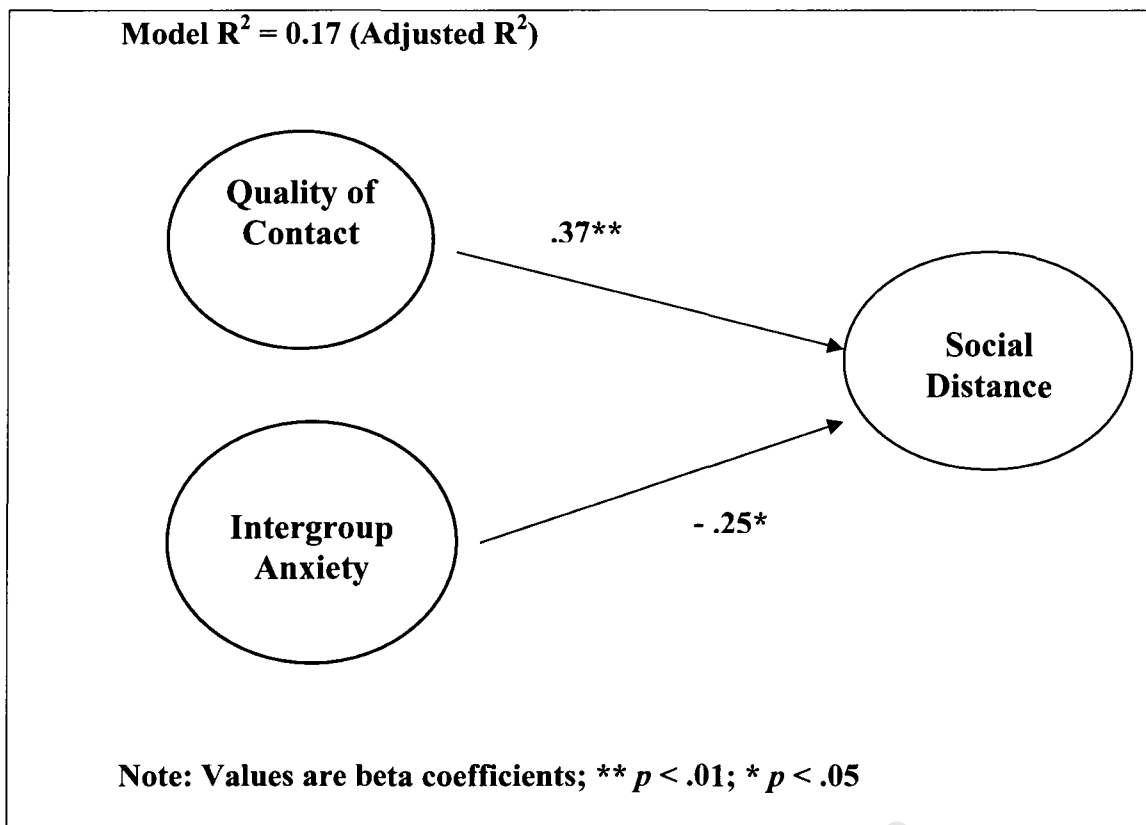 Model R² = 0.17 (Adjusted R²)
Quality of
Contact
.37**
Social
Distance
Intergroup
Anxiety
- .25*
Note: Values are beta coefficients; ** p < .01; * p < .05